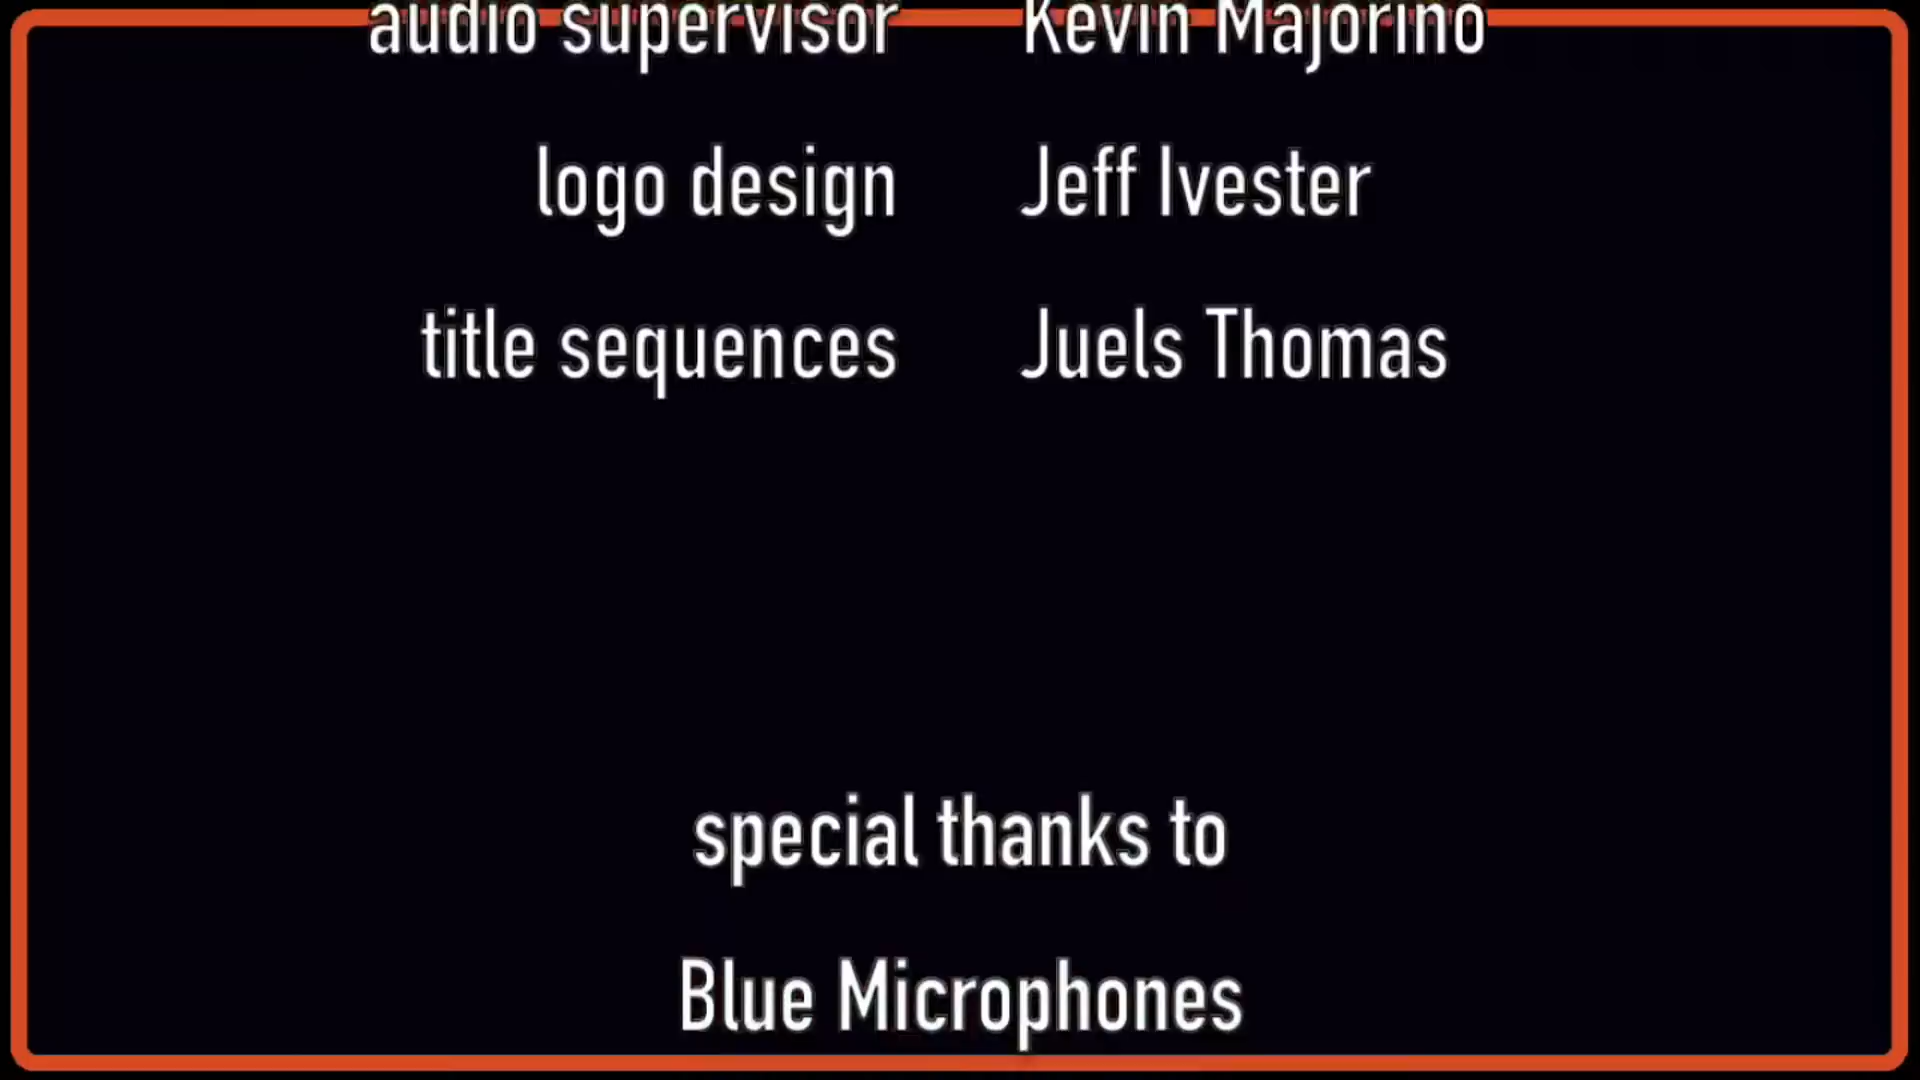 audio supervisor Kevin Majorino
logo design Jeff Ivester
title sequences Juels Thomas
special thanks to
Blue Microphones